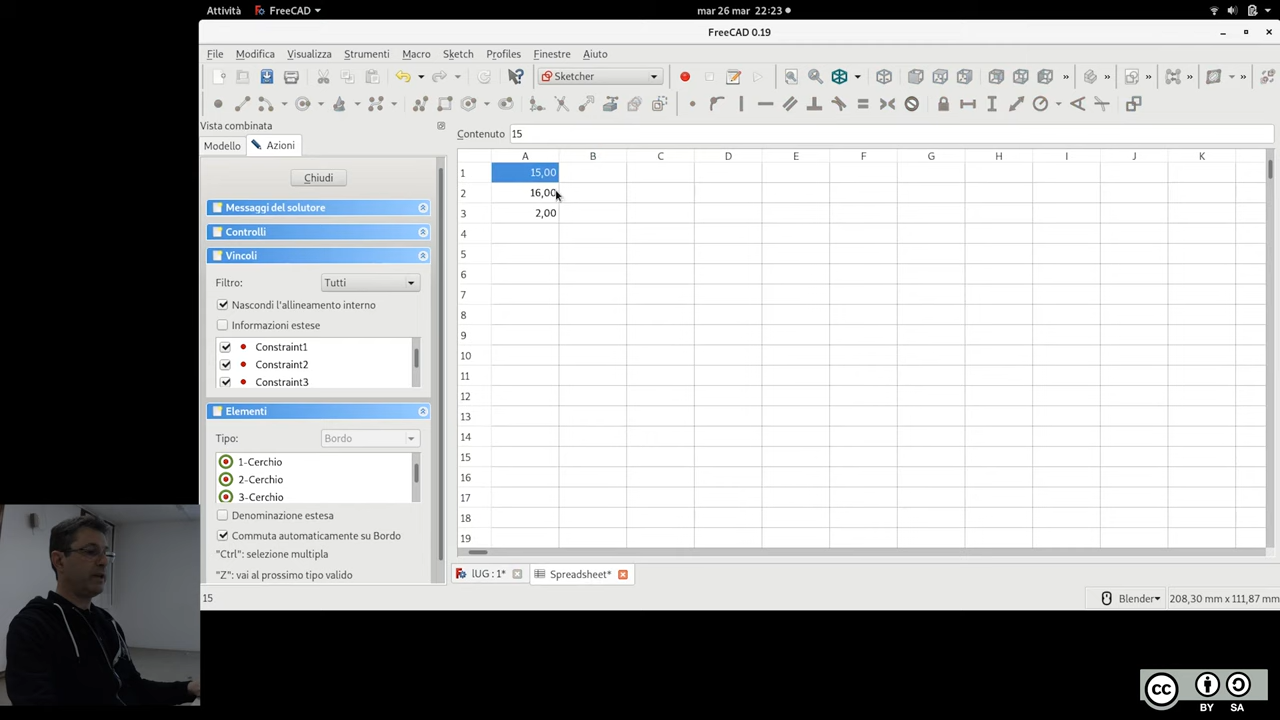 Attività FreeCAD mar 26 mar 22:23
FreeCAD 0.19
File Modifica Visualizza Strumenti Macro Sketch Profiles Finestre Aiuto
Sketcher
Vista combinata
Modello Azioni
Contenuto 15
A B C D E F G H I J K
Chiudi
1 15,00
2 16,00
3 2,00
4
5
6
7
8
9
10
11
12
13
14
15
16
17
18
19
Messaggi del solutore
Controlli
Vincoli
Filtro: Tutti
Nascondi l'allineamento interno
Informazioni estese
Constraint1
Constraint2
Constraint3
Elementi
Tipo: Bordo
1-Cerchio
2-Cerchio
3-Cerchio
Denominazione estesa
Commuta automaticamente su Bordo
"Ctrl": selezione multipla
"Z": vai al prossimo tipo valido
lUG : 1* Spreadsheet*
15 Blender 208,30 mm x 111,87 mm
CC BY SA